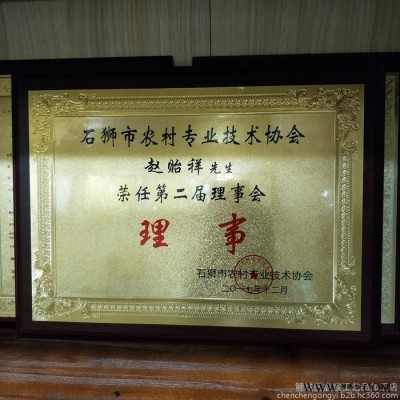 石狮市农村专业技术协会
赵贻祥先生
荣任第二届理事会
理事
石狮市农村专业技术协会
二〇一七年十二月
chenchengongyi.b2b.hc360.com